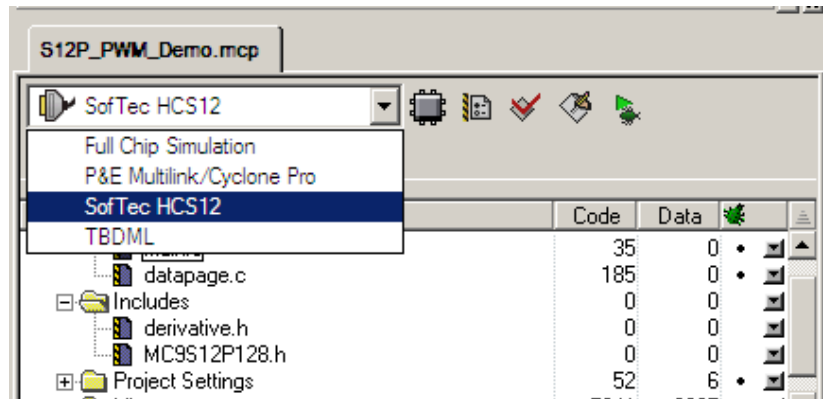 S12P_PWM_Demo.mcp
SofTec HCS12
Full Chip Simulation
P&E Multilink/Cyclone Pro
SofTec HCS12
TBDML
Code Data
35 0
datapage.c 185 0
Includes 0 0
derivative.h 0 0
MC9S12P128.h 0 0
Project Settings 52 6